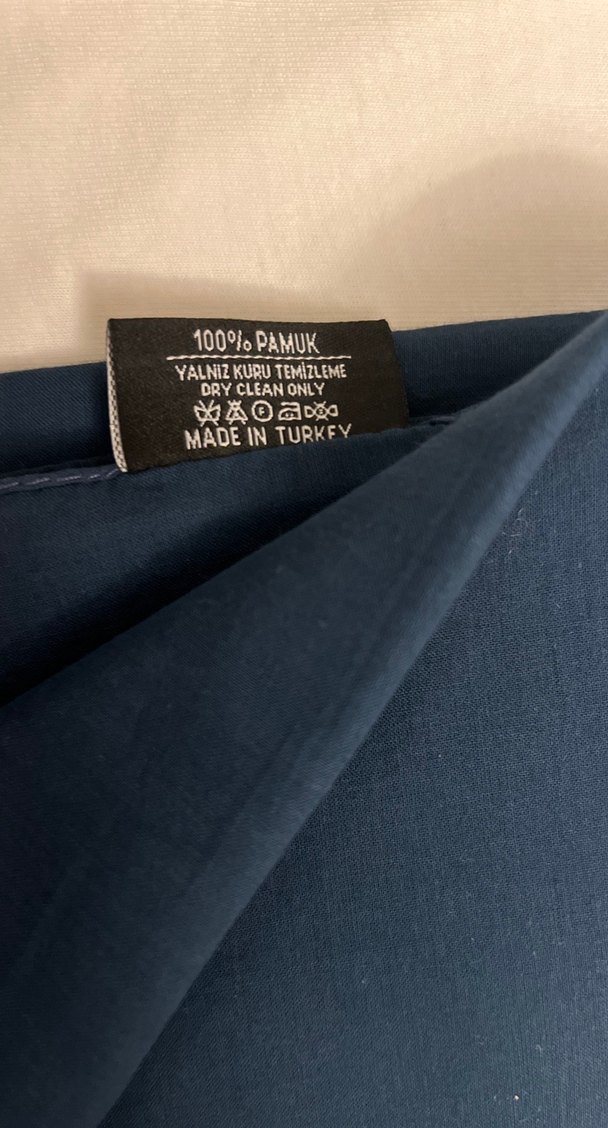 100% PAMUK
YALNIZ KURU TEMİZLEME
DRY CLEAN ONLY
MADE IN TURKEY